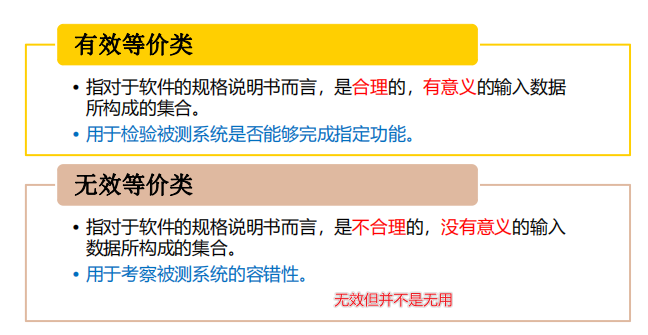 有效等价类
• 指对于软件的规格说明书而言，是合理的，有意义的输入数据
所构成的集合。
• 用于检验被测系统是否能够完成指定功能。
无效等价类
• 指对于软件的规格说明书而言，是不合理的，没有意义的输入
数据所构成的集合。
• 用于考察被测系统的容错性。
无效但并不是无用